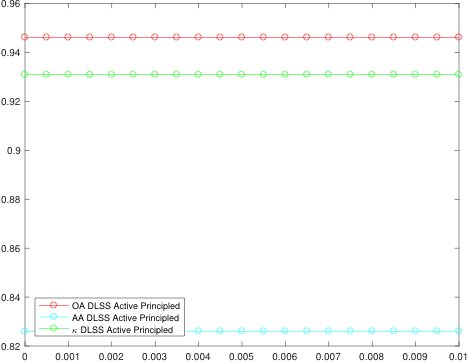 0.96
0.94
0.92
0.9
0.88
0.86
0.84
0.82
OA DLSS Active Principled
AA DLSS Active Principled
κ DLSS Active Principled
0 0.001 0.002 0.003 0.004 0.005 0.006 0.007 0.008 0.009 0.01